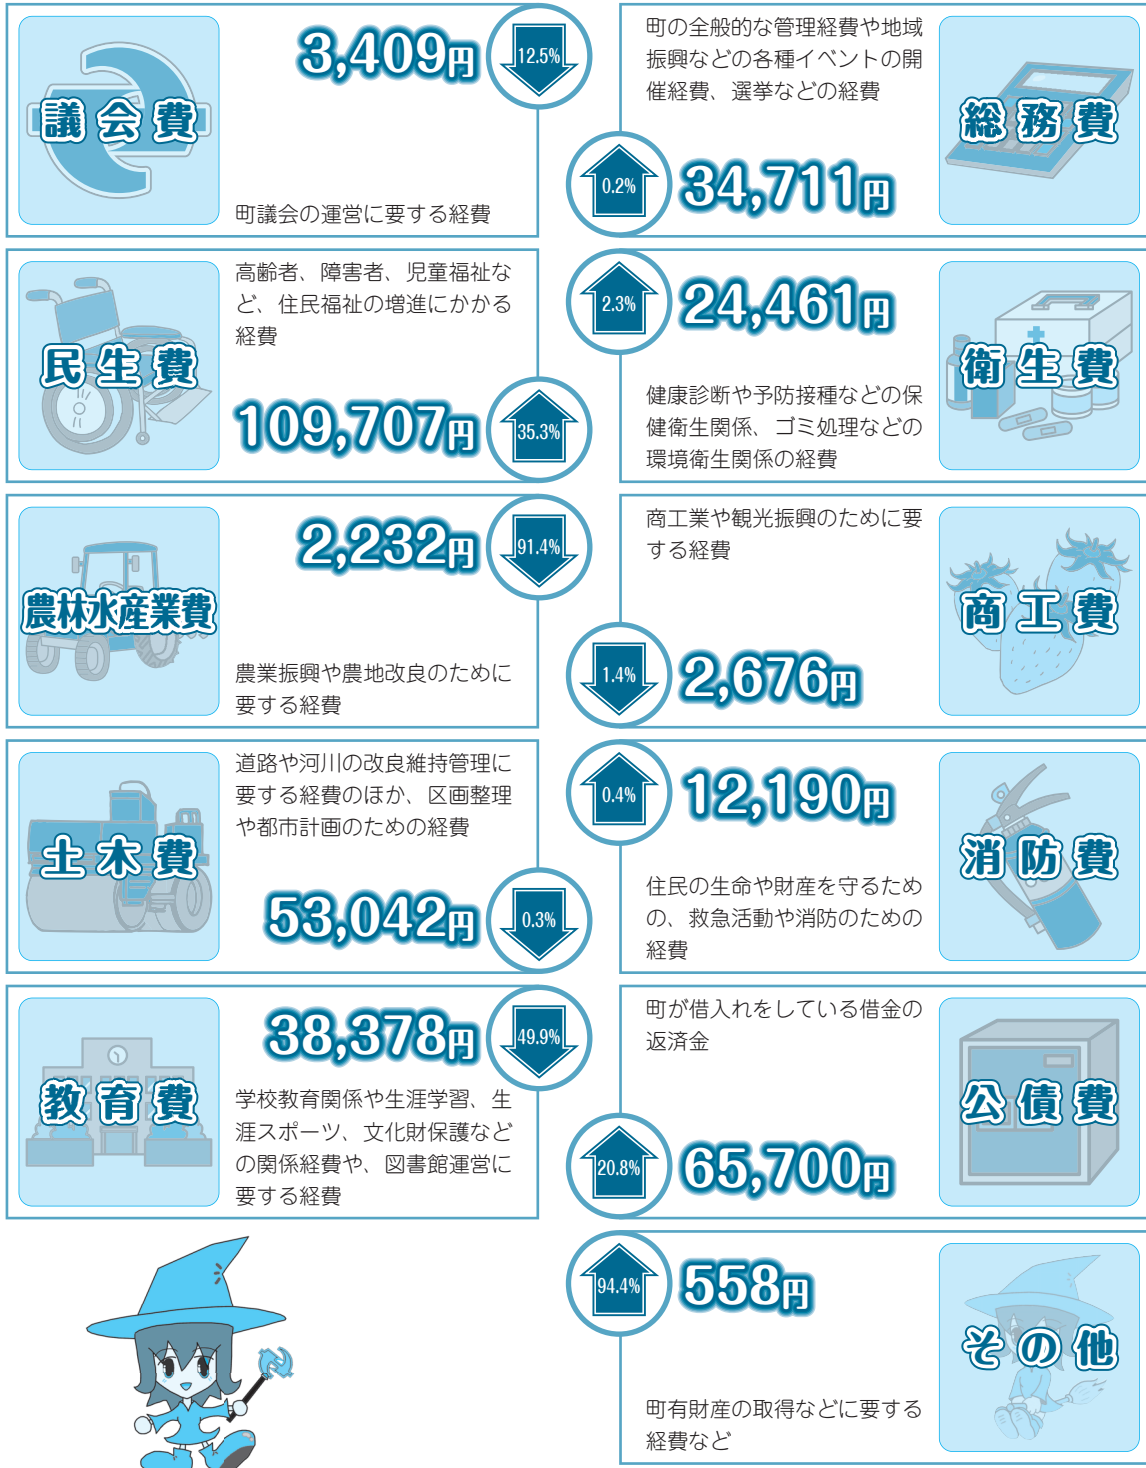 議会費
3,409円
12.5%
町議会の運営に要する経費
町の全般的な管理経費や地域
振興などの各種イベントの開
催経費、選挙などの経費
0.2%
34,711円
総務費
民生費
高齢者、障害者、児童福祉な
ど、住民福祉の増進にかかる
経費
109,707円
35.3%
2.3%
24,461円
健康診断や予防接種などの保
健衛生関係、ゴミ処理などの
環境衛生関係の経費
衛生費
農林水産業費
2,232円
91.4%
農業振興や農地改良のために
要する経費
商工業や観光振興のために要
する経費
1.4%
2,676円
商工費
土木費
道路や河川の改良維持管理に
要する経費のほか、区画整理
や都市計画のための経費
53,042円
0.3%
0.4%
12,190円
住民の生命や財産を守るため
の、救急活動や消防のための
経費
消防費
教育費
38,378円
49.9%
学校教育関係や生涯学習、生
涯スポーツ、文化財保護など
の関係経費や、図書館運営に
要する経費
町が借入れをしている借金の
返済金
20.8%
65,700円
公債費
94.4%
558円
町有財産の取得などに要する
経費など
その他